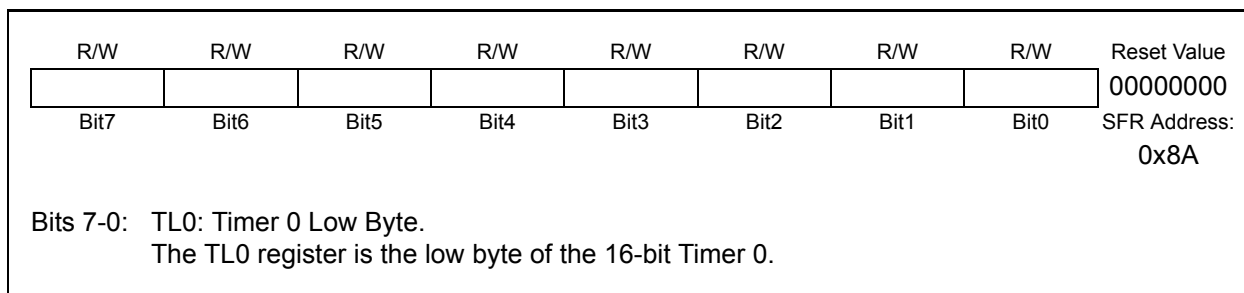 R/W R/W R/W R/W R/W R/W R/W R/W Reset Value
00000000
Bit7 Bit6 Bit5 Bit4 Bit3 Bit2 Bit1 Bit0 SFR Address:
0x8A
Bits 7-0: TL0: Timer 0 Low Byte.
The TL0 register is the low byte of the 16-bit Timer 0.